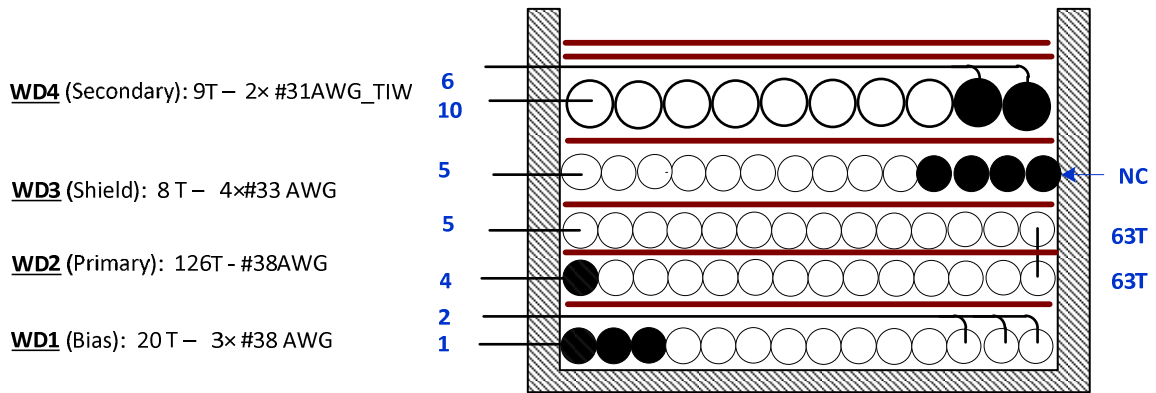 WD4 (Secondary): 9T – 2× #31AWG_TIW
6
10
WD3 (Shield): 8 T – 4×#33 AWG
5
NC
5
63T
WD2 (Primary): 126T - #38AWG
4
63T
2
WD1 (Bias): 20 T – 3× #38 AWG
1